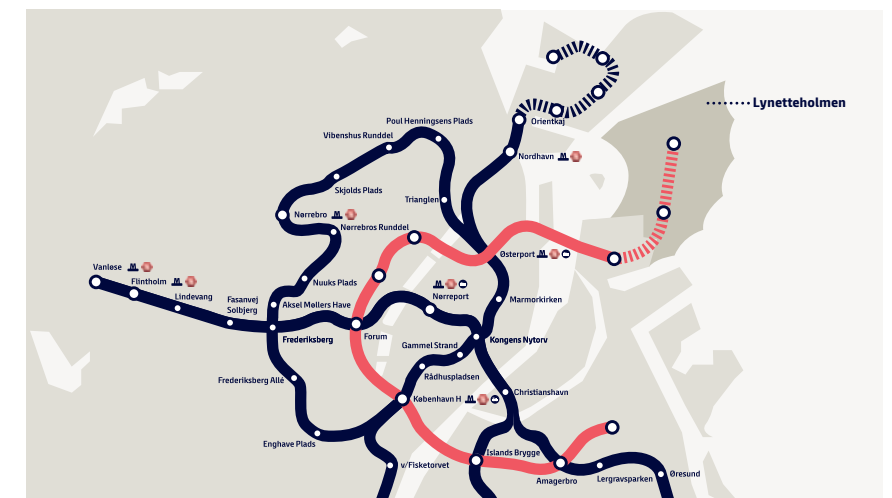 Lynetteholmen
Poul Henningsens Plads
Orientkaj
Vibenshus Runddel
Nordhavn
Skjolds Plads
Trianglen
Nørrebro
Nørrebros Runddel
Østerport
Vanløse
Flintholm
Nuuks Plads
Lindevang
Nørreport
Marmorkirken
Fasanvej
Solbjerg
Aksel Møllers Have
Frederiksberg
Forum
Kongens Nytorv
Gammel Strand
Rådhuspladsen
Frederiksberg Allé
København H
Christianshavn
Enghave Plads
Islands Brygge
v/Fisketorvet
Amagerbro
Lergravsparken
Øresund